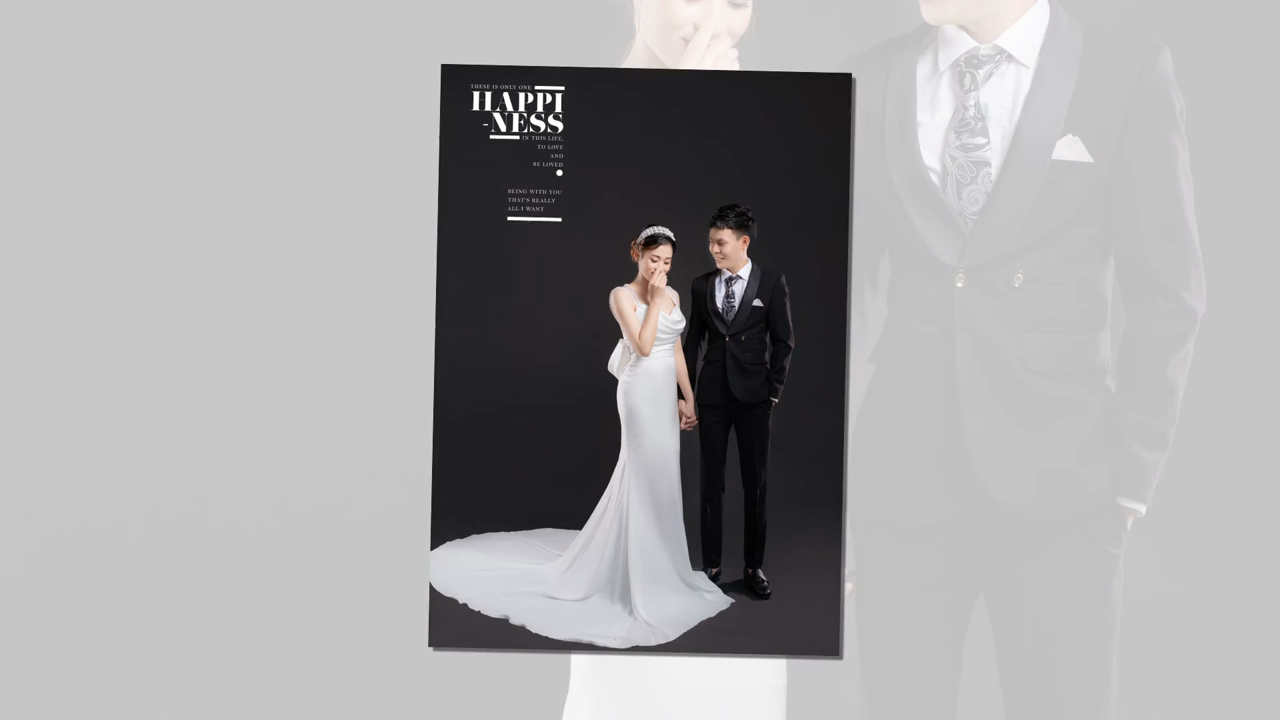 THESE IS ONLY ONE
HAPPI
-NESS
IN THIS LIFE,
TO LOVE
AND
BE LOVED
BEING WITH YOU
THAT'S REALLY
ALL I WANT